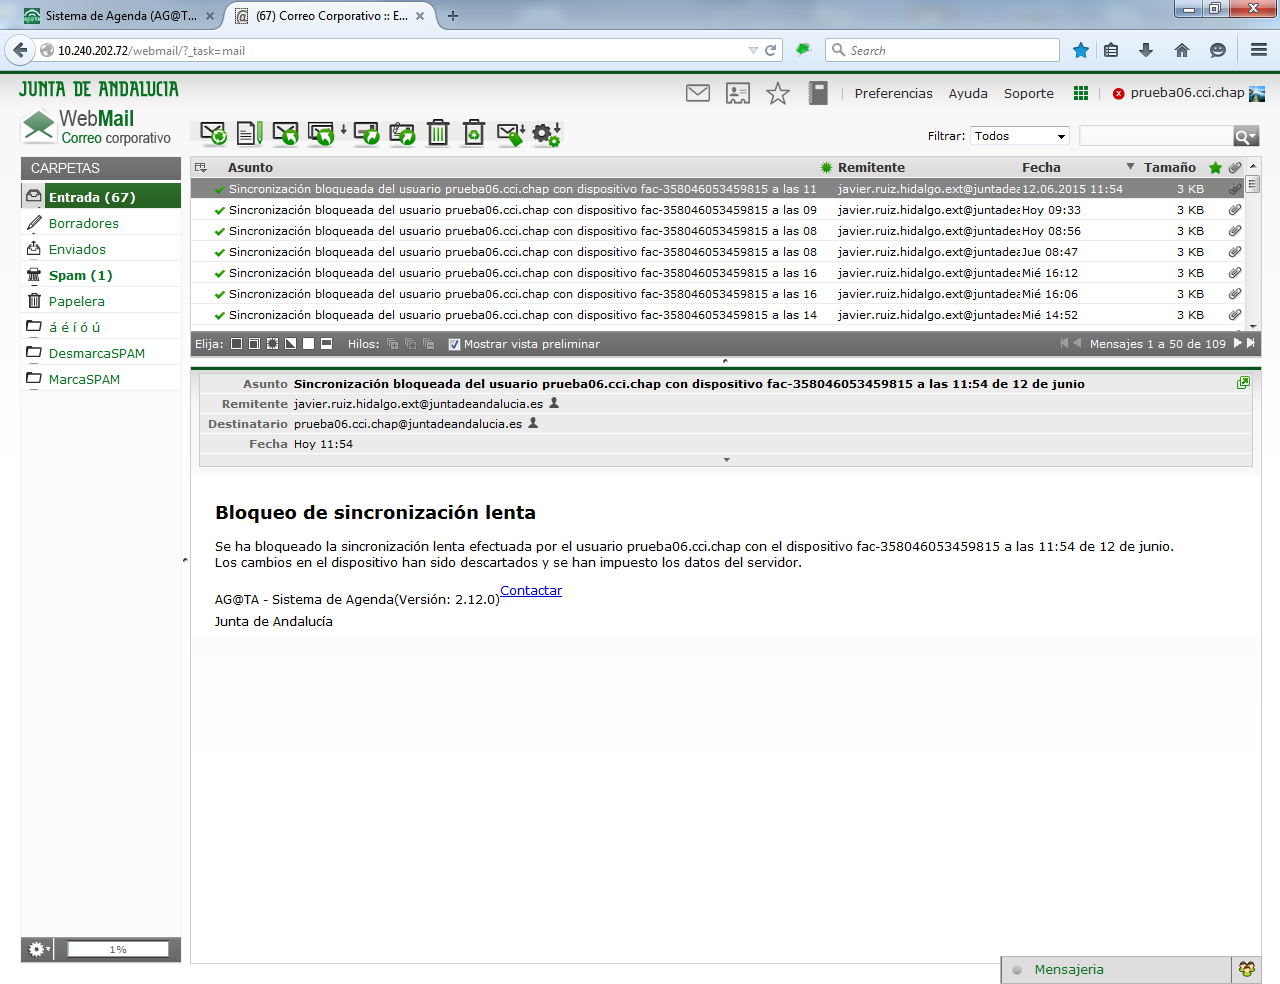 Sistema de Agenda (AG@T...
(67) Correo Corporativo :: E...
10.240.202.72/webmail/?_task=mail
Search
JUNTA DE ANDALUCIA
WebMail
Correo corporativo
Preferencias Ayuda Soporte prueba06.cci.chap
Filtrar: Todos
CARPETAS
Entrada (67)
Borradores
Enviados
Spam (1)
Papelera
á é í ó ú
DesmarcaSPAM
MarcaSPAM
1%
Asunto Remitente Fecha Tamaño
Sincronización bloqueada del usuario prueba06.cci.chap con dispositivo fac-358046053459815 a las 11 javier.ruiz.hidalgo.ext@juntadea 12.06.2015 11:54 3 KB
Sincronización bloqueada del usuario prueba06.cci.chap con dispositivo fac-358046053459815 a las 09 javier.ruiz.hidalgo.ext@juntadea Hoy 09:33 3 KB
Sincronización bloqueada del usuario prueba06.cci.chap con dispositivo fac-358046053459815 a las 08 javier.ruiz.hidalgo.ext@juntadea Hoy 08:56 3 KB
Sincronización bloqueada del usuario prueba06.cci.chap con dispositivo fac-358046053459815 a las 08 javier.ruiz.hidalgo.ext@juntadea Jue 08:47 3 KB
Sincronización bloqueada del usuario prueba06.cci.chap con dispositivo fac-358046053459815 a las 16 javier.ruiz.hidalgo.ext@juntadea Mié 16:12 3 KB
Sincronización bloqueada del usuario prueba06.cci.chap con dispositivo fac-358046053459815 a las 16 javier.ruiz.hidalgo.ext@juntadea Mié 16:06 3 KB
Sincronización bloqueada del usuario prueba06.cci.chap con dispositivo fac-358046053459815 a las 14 javier.ruiz.hidalgo.ext@juntadea Mié 14:52 3 KB
Elija: Hilos: Mostrar vista preliminar Mensajes 1 a 50 de 109
Asunto Sincronización bloqueada del usuario prueba06.cci.chap con dispositivo fac-358046053459815 a las 11:54 de 12 de junio
Remitente javier.ruiz.hidalgo.ext@juntadeandalucia.es
Destinatario prueba06.cci.chap@juntadeandalucia.es
Fecha Hoy 11:54
Bloqueo de sincronización lenta
Se ha bloqueado la sincronización lenta efectuada por el usuario prueba06.cci.chap con el dispositivo fac-358046053459815 a las 11:54 de 12 de junio.
Los cambios en el dispositivo han sido descartados y se han impuesto los datos del servidor.
AG@TA - Sistema de Agenda(Versión: 2.12.0) Contactar
Junta de Andalucía
Mensajeria